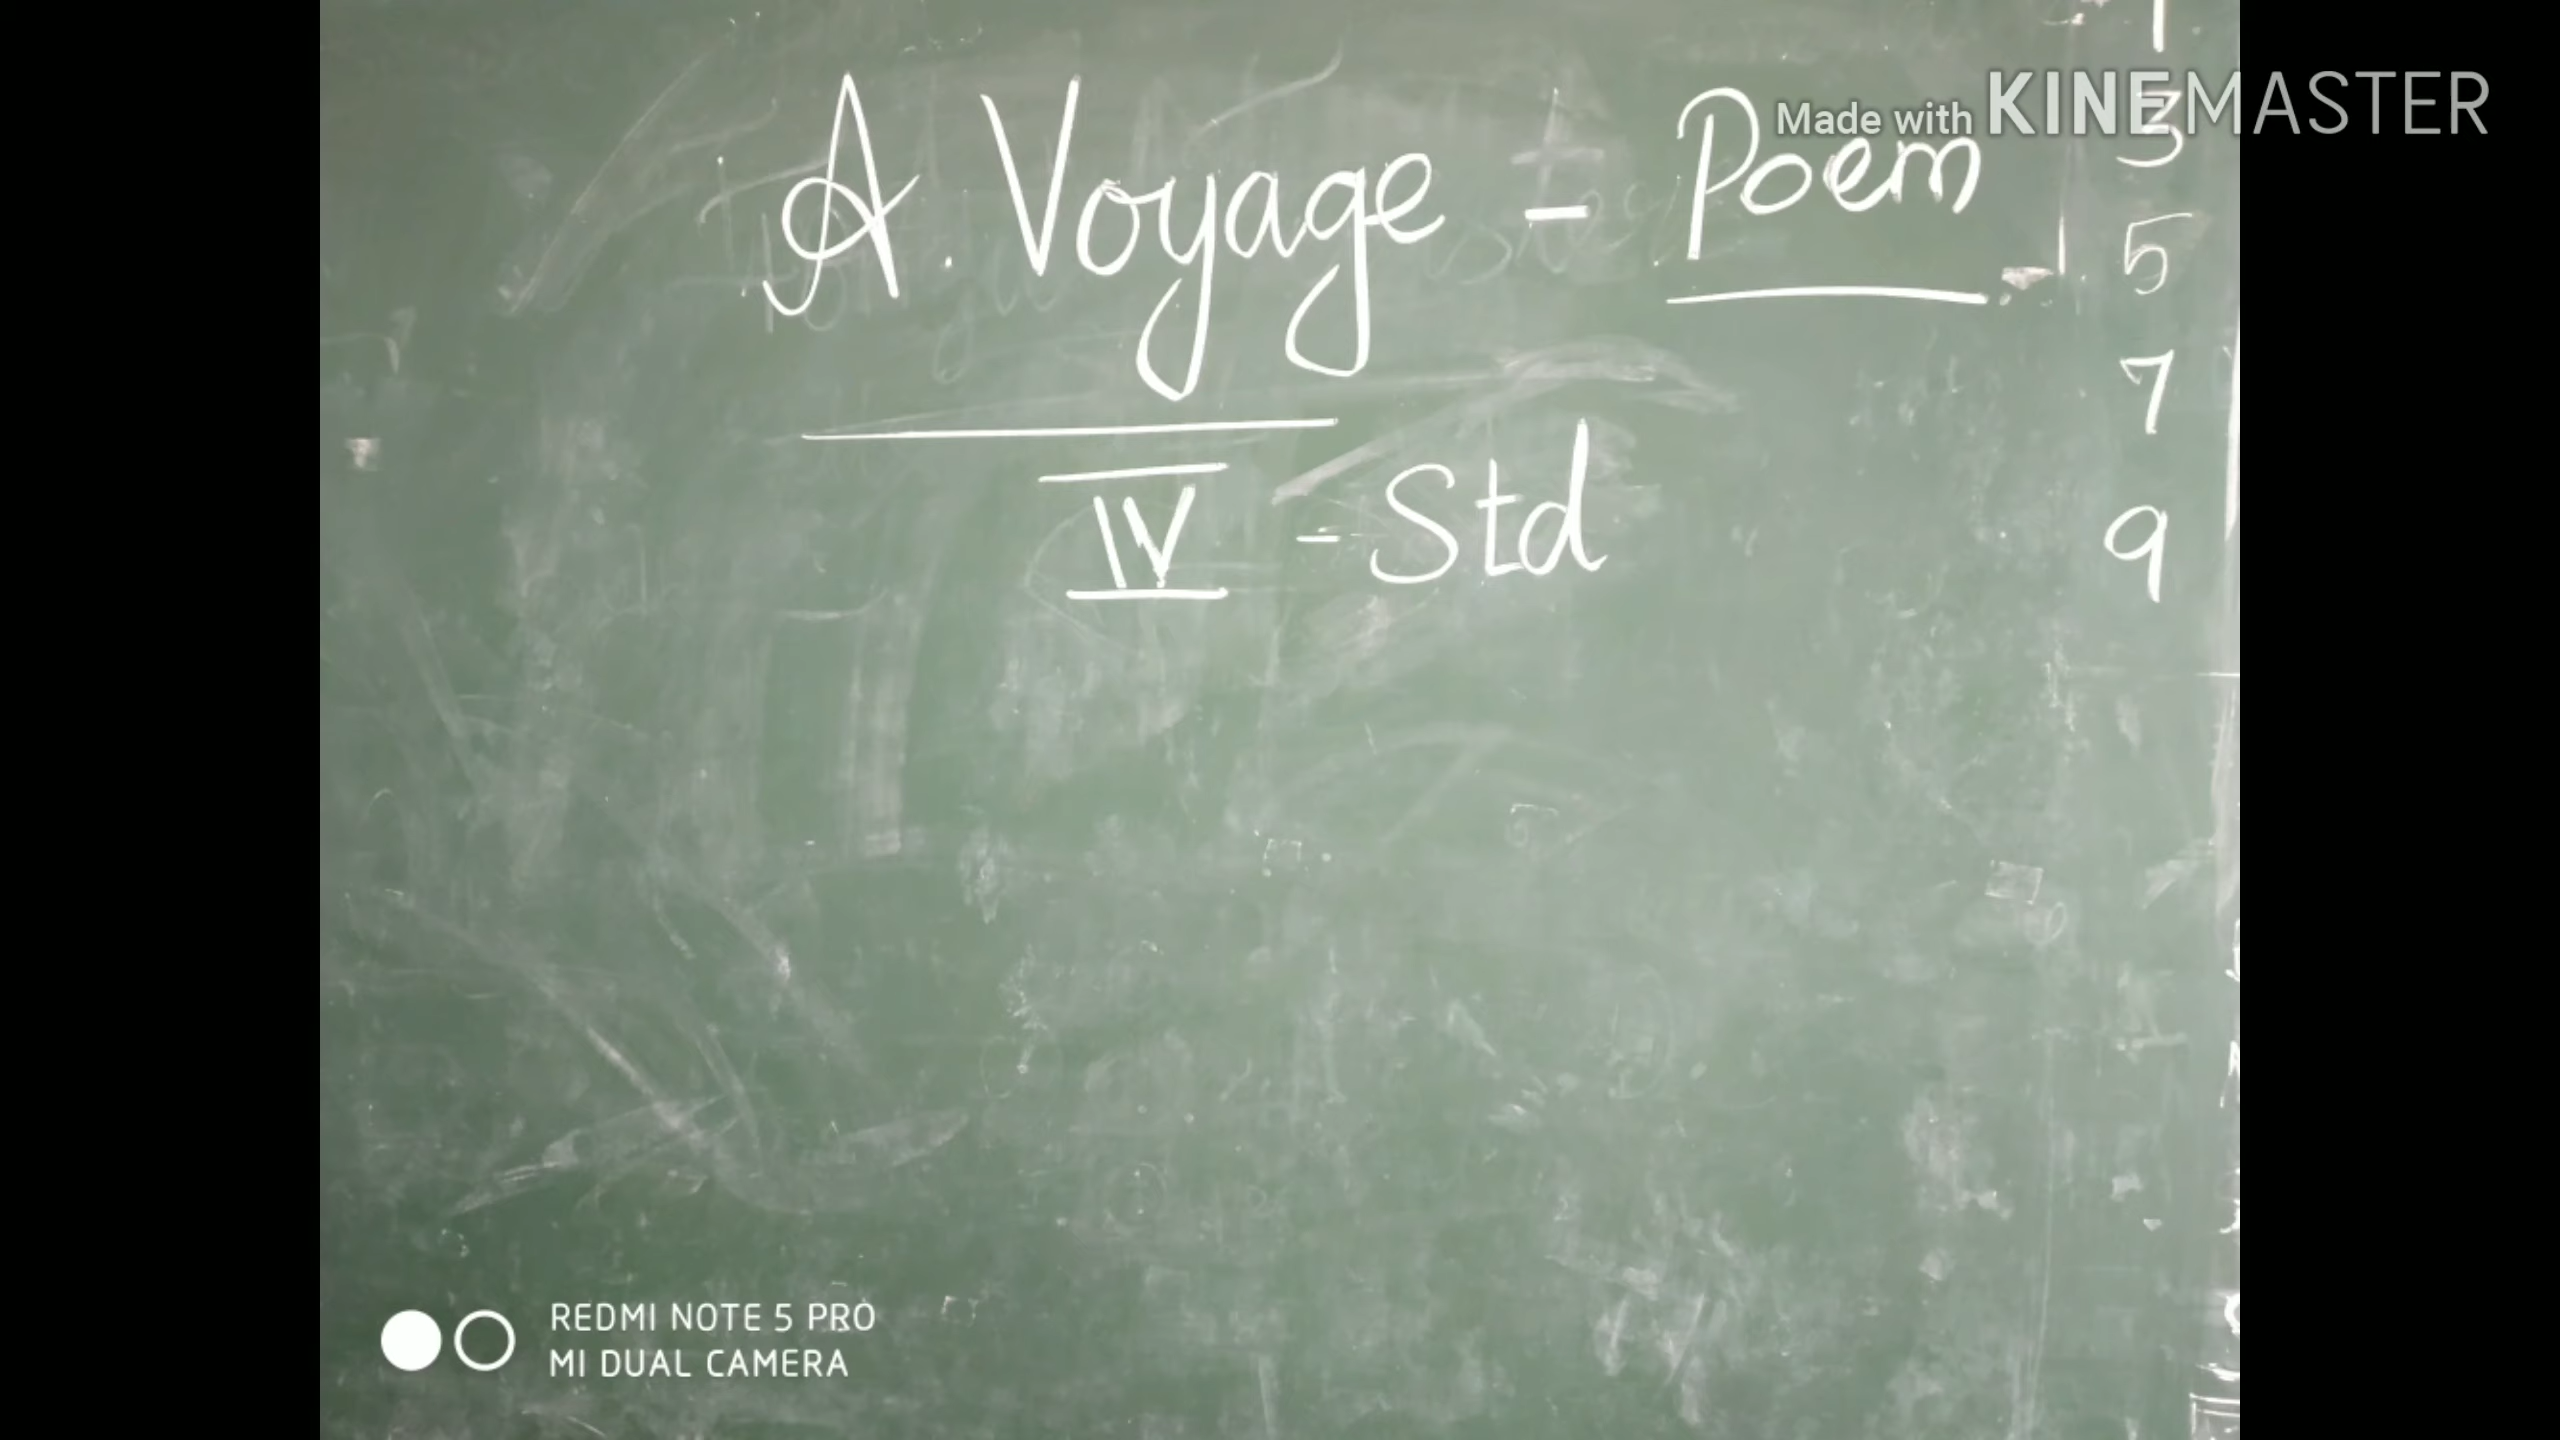 1
Made with KINEMASTER
A. Voyage - Poem
3
5
7
IV - Std
9
REDMI NOTE 5 PRO
MI DUAL CAMERA